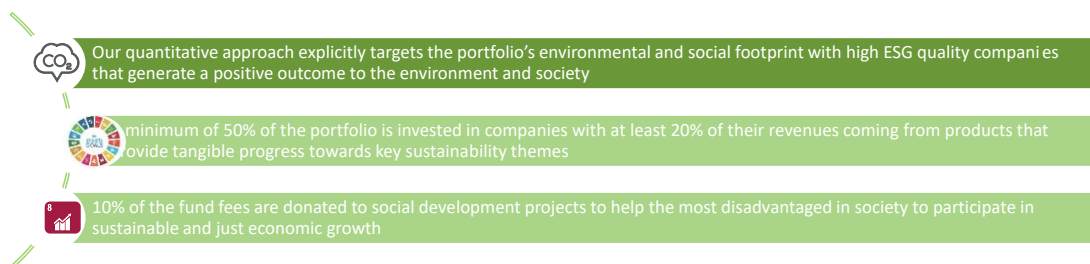 CO2
Our quantitative approach explicitly targets the portfolio's environmental and social footprint with high ESG quality companies
that generate a positive outcome to the environment and society
minimum of 50% of the portfolio is invested in companies with at least 20% of their revenues coming from products that
ovide tangible progress towards key sustainability themes
8
10% of the fund fees are donated to social development projects to help the most disadvantaged in society to participate in
sustainable and just economic growth